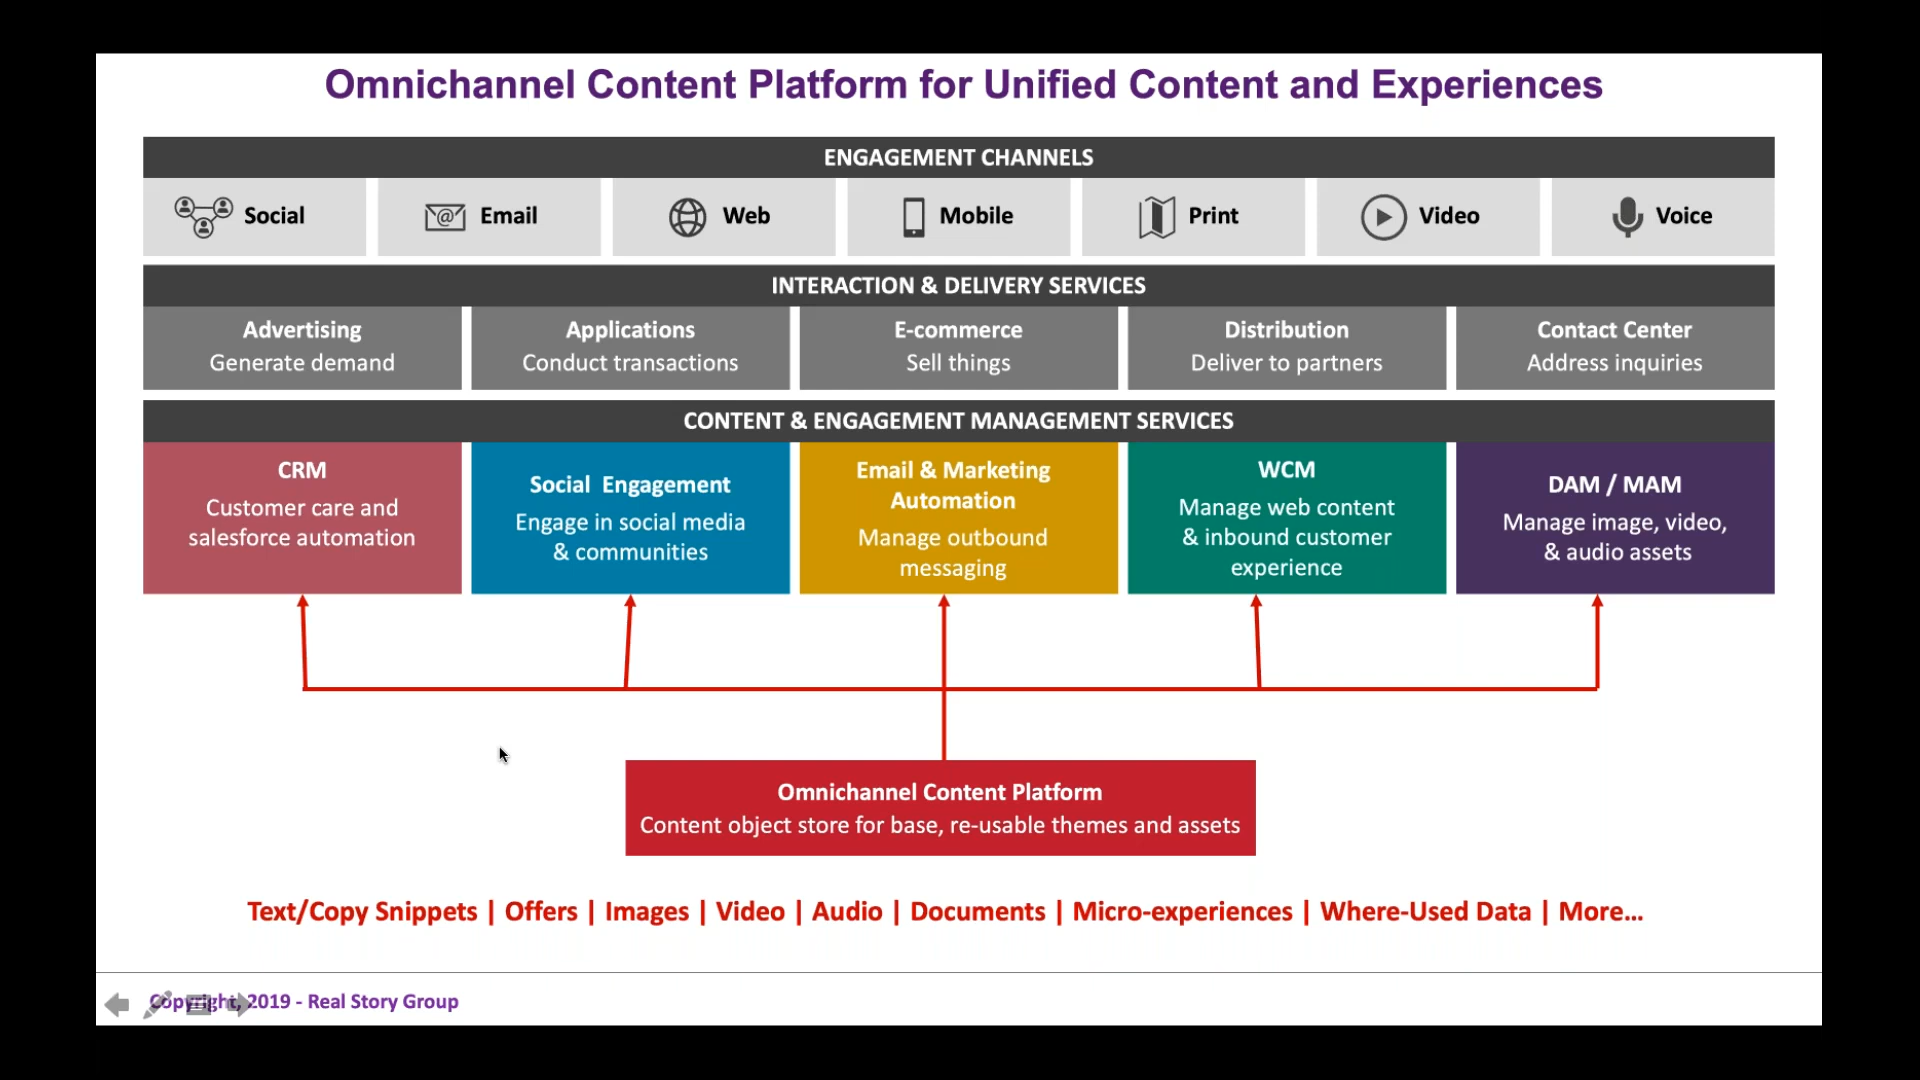 Omnichannel Content Platform for Unified Content and Experiences
ENGAGEMENT CHANNELS
Social
Email
Web
Mobile
Print
Video
Voice
INTERACTION & DELIVERY SERVICES
Advertising
Generate demand
Applications
Conduct transactions
E-commerce
Sell things
Distribution
Deliver to partners
Contact Center
Address inquiries
CONTENT & ENGAGEMENT MANAGEMENT SERVICES
CRM
Customer care and
salesforce automation
Social Engagement
Engage in social media
& communities
Email & Marketing
Automation
Manage outbound
messaging
WCM
Manage web content
& inbound customer
experience
DAM / MAM
Manage image, video,
& audio assets
Omnichannel Content Platform
Content object store for base, re-usable themes and assets
Text/Copy Snippets | Offers | Images | Video | Audio | Documents | Micro-experiences | Where-Used Data | More...
Copyright, 2019 - Real Story Group